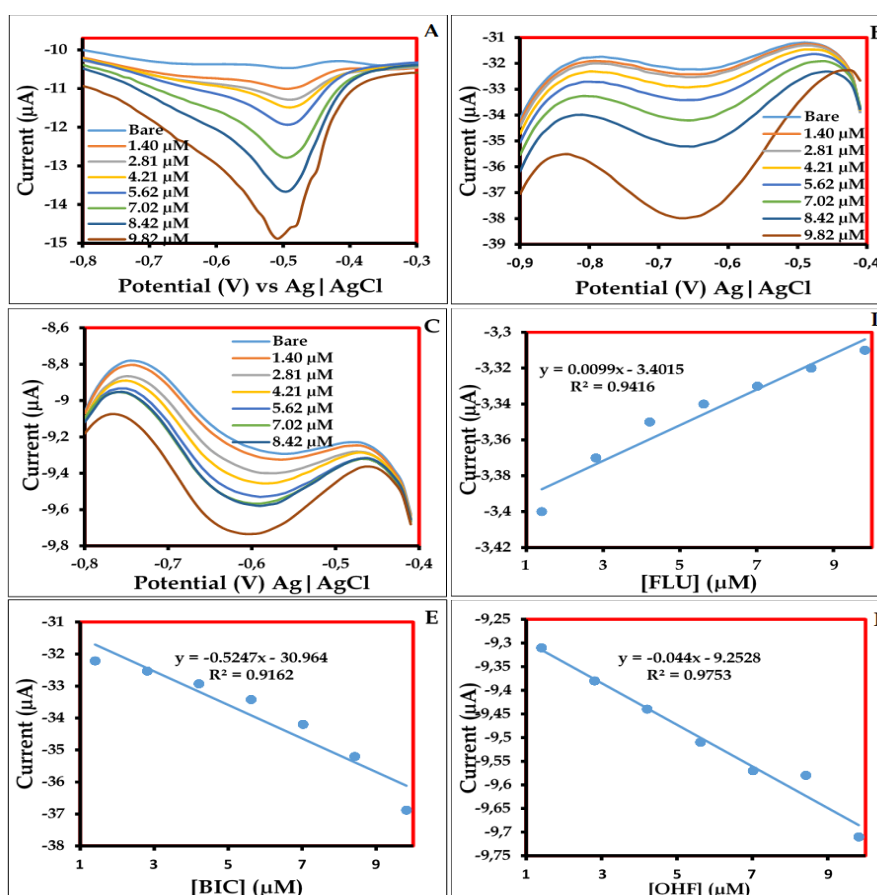 A
-10
-11
-12
-13
-14
-15
Current (µA)
Bare
1.40 µM
2.81 µM
4.21 µM
5.62 µM
7.02 µM
8.42 µM
9.82 µM
-0,8
-0,7
-0,6
-0,5
-0,4
-0,3
Potential (V) vs Ag|AgCl
-31
-32
-33
-34
-35
-36
-37
-38
-39
Current (µA)
Bare
1.40 µM
2.81 µM
4.21 µM
5.62 µM
7.02 µM
8.42 µM
9.82 µM
-0,9
-0,8
-0,7
-0,6
-0,5
-0,4
Potential (V) Ag|AgCl
C
-8,6
-8,8
-9
-9,2
-9,4
-9,6
-9,8
Current (µA)
Bare
1.40 µM
2.81 µM
4.21 µM
5.62 µM
7.02 µM
8.42 µM
-0,8
-0,7
-0,6
-0,5
-0,4
Potential (V) Ag|AgCl
-3,3
-3,32
-3,34
-3,36
-3,38
-3,4
-3,42
Current (µA)
y = 0.0099x - 3.4015
R² = 0.9416
1
3
5
7
9
[FLU] (µM)
E
-31
-32
-33
-34
-35
-36
-37
-38
Current (µA)
y = -0.5247x - 30.964
R² = 0.9162
1
3
5
7
9
[BIC] (µM)
-9,25
-9,3
-9,35
-9,4
-9,45
-9,5
-9,55
-9,6
-9,65
-9,7
-9,75
Current (µA)
y = -0.044x - 9.2528
R² = 0.9753
1
3
5
7
9
[OHF] (µM)